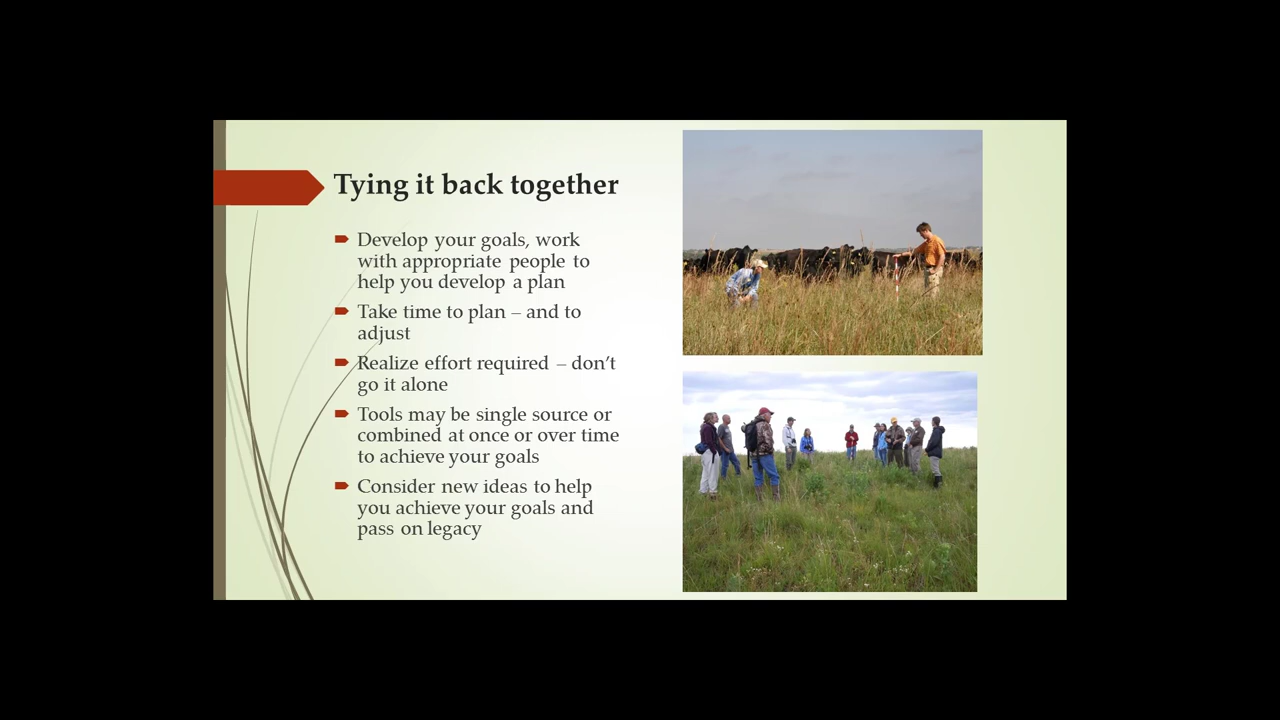 Tying it back together
Develop your goals, work
with appropriate people to
help you develop a plan
Take time to plan – and to
adjust
Realize effort required – don’t
go it alone
Tools may be single source or
combined at once or over time
to achieve your goals
Consider new ideas to help
you achieve your goals and
pass on legacy